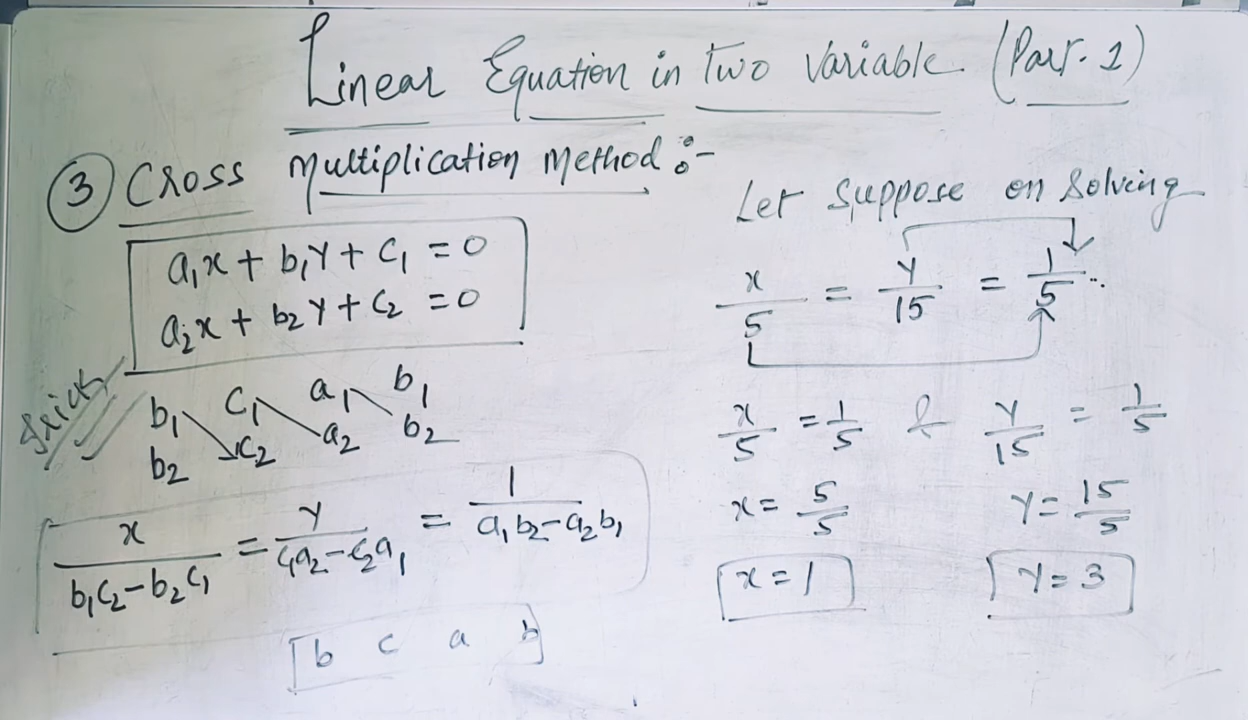 Linear Equation in Two Variable (Part-1)
③ Cross Multiplication Method :-
a₁x + b₁y + c₁ = 0
a₂x + b₂y + c₂ = 0
Trick
b₁ c₁ a₁ b₁
b₂ c₂ a₂ b₂
x/(b₁c₂-b₂c₁) = y/(c₁a₂-c₂a₁) = 1/(a₁b₂-a₂b₁)
[b c a b]
Let Suppose on Solving
x/5 = y/15 = 1/5
x/5 = 1/5 & y/15 = 1/5
x = 5/5 y = 15/5
x = 1 y = 3